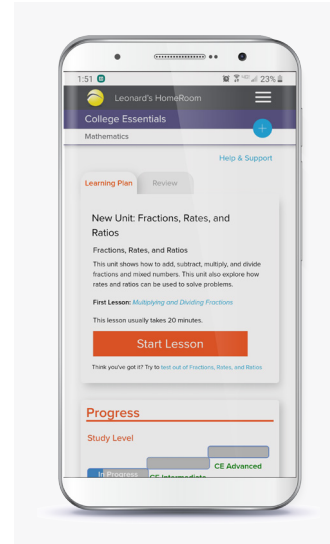 1:51 23%
Leonard's HomeRoom
College Essentials
Mathematics
+
Help & Support
Learning Plan Review
New Unit: Fractions, Rates, and
Ratios
Fractions, Rates, and Ratios
This unit shows how to add, subtract, multiply, and divide
fractions and mixed numbers. This unit also explore how
rates and ratios can be used to solve problems.
First Lesson: Multiplying and Dividing Fractions
This lesson usually takes 20 minutes.
Start Lesson
Think you've got it? Try to test out of Fractions, Rates, and Ratios
Progress
Study Level
CE Advanced
In Progress CE Intermediate